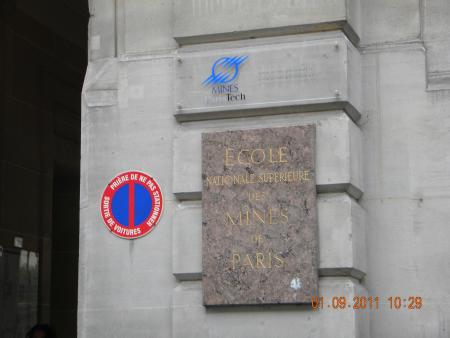 MINES
ParisTech
ÉCOLE
NATIONALE SUPÉRIEURE
DES
MINES
DE
PARIS
PRIÈRE DE NE PAS STATIONNER
SORTIE DE VOITURES
01.09.2011 10:29